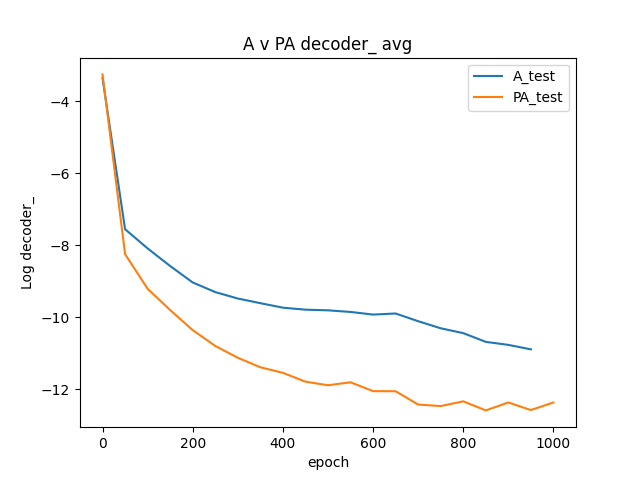 A v PA decoder_ avg
A_test
PA_test
Log decoder_
−4
−6
−8
−10
−12
0
200
400
600
800
1000
epoch